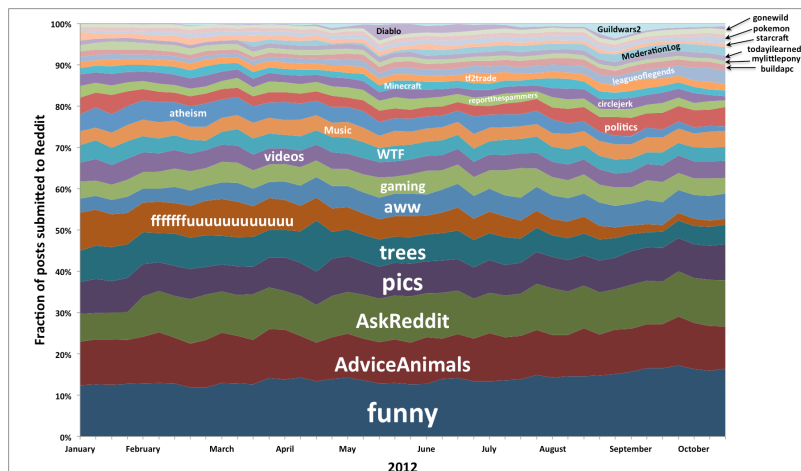 100%
90%
80%
70%
60%
50%
40%
30%
20%
10%
0%
Fraction of posts submitted to Reddit
Diablo
Guildwars2
gonewild
pokemon
starcraft
todayilearned
mylittlepony
buildapc
ModerationLog
tf2trade
leagueoflegends
Minecraft
reportthespammers
circlejerk
atheism
politics
Music
videos
WTF
gaming
aww
fffffffuuuuuuuuuuuu
trees
pics
AskReddit
AdviceAnimals
funny
January
February
March
April
May
June
July
August
September
October
2012